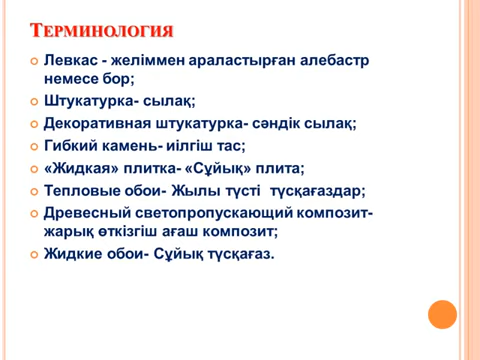 Терминология
Левкас - желіммен араластырған алебастр
немесе бор;
Штукатурка- сылақ;
Декоративная штукатурка- сәндік сылақ;
Гибкий камень- иілгіш тас;
«Жидкая» плитка- «Сұйық» плита;
Тепловые обои- Жылы түсті түсқағаздар;
Древесный светопропускающий композит-
жарық өткізгіш ағаш композит;
Жидкие обои- Сұйық түсқағаз.